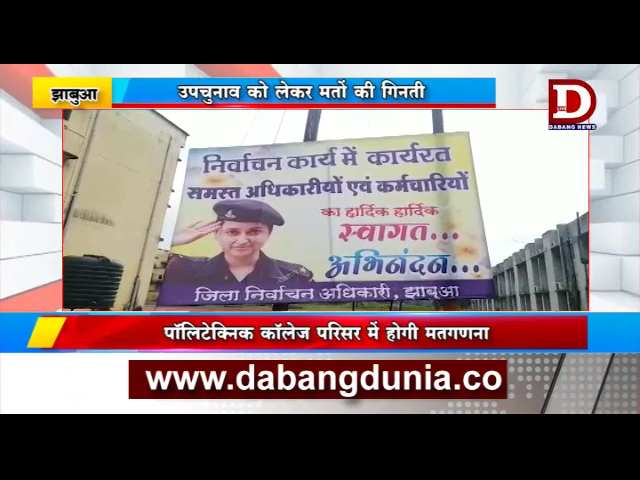 झाबुआ
उपचुनाव को लेकर मतों की गिनती
D
DABANG NEWS
निर्वाचन कार्य में कार्यरत
समस्त अधिकारीयों एवं कर्मचारियों
का हार्दिक हार्दिक
स्वागत...
अभिनंदन...
जिला निर्वाचन अधिकारी, झाबुआ
पॉलिटेक्निक कॉलेज परिसर में होगी मतगणना
www.dabangdunia.co